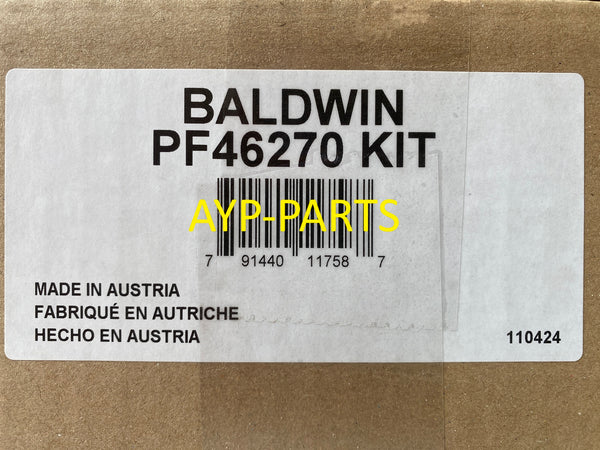 BALDWIN
PF46270 KIT
AYP-PARTS
7 91440 11758 7
MADE IN AUSTRIA
FABRIQUÉ EN AUTRICHE
HECHO EN AUSTRIA
110424